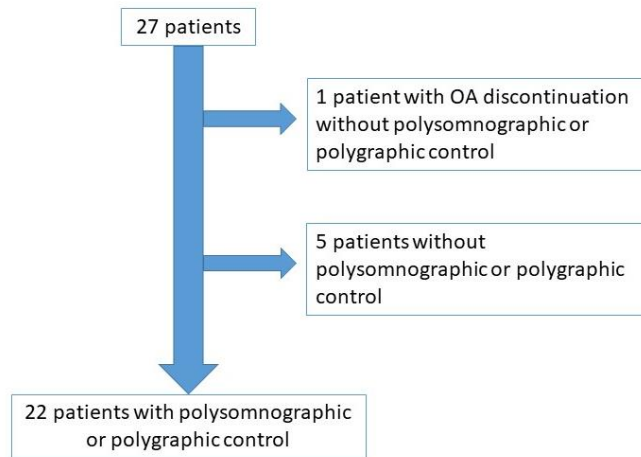 27 patients
1 patient with OA discontinuation
without polysomnographic or
polygraphic control
5 patients without
polysomnographic or polygraphic
control
22 patients with polysomnographic
or polygraphic control